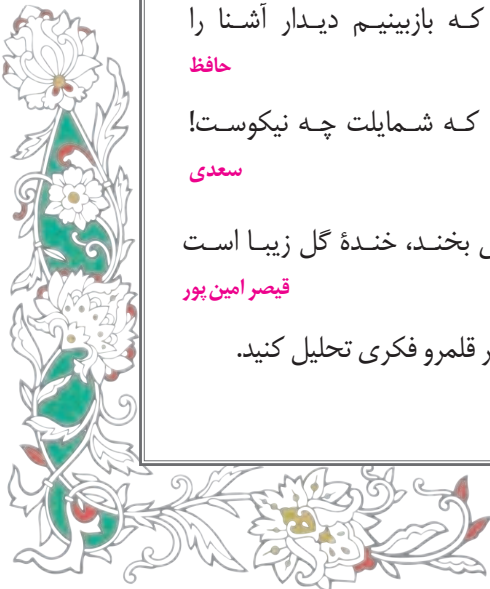 که بازبینیم دیدار آشنا را
حافظ
که شمایلت چه نیکوست!
سعدی
بخند، خندهٔ گل زیبا است
قیصر امین‌پور
قلمرو فکری تحلیل کنید.